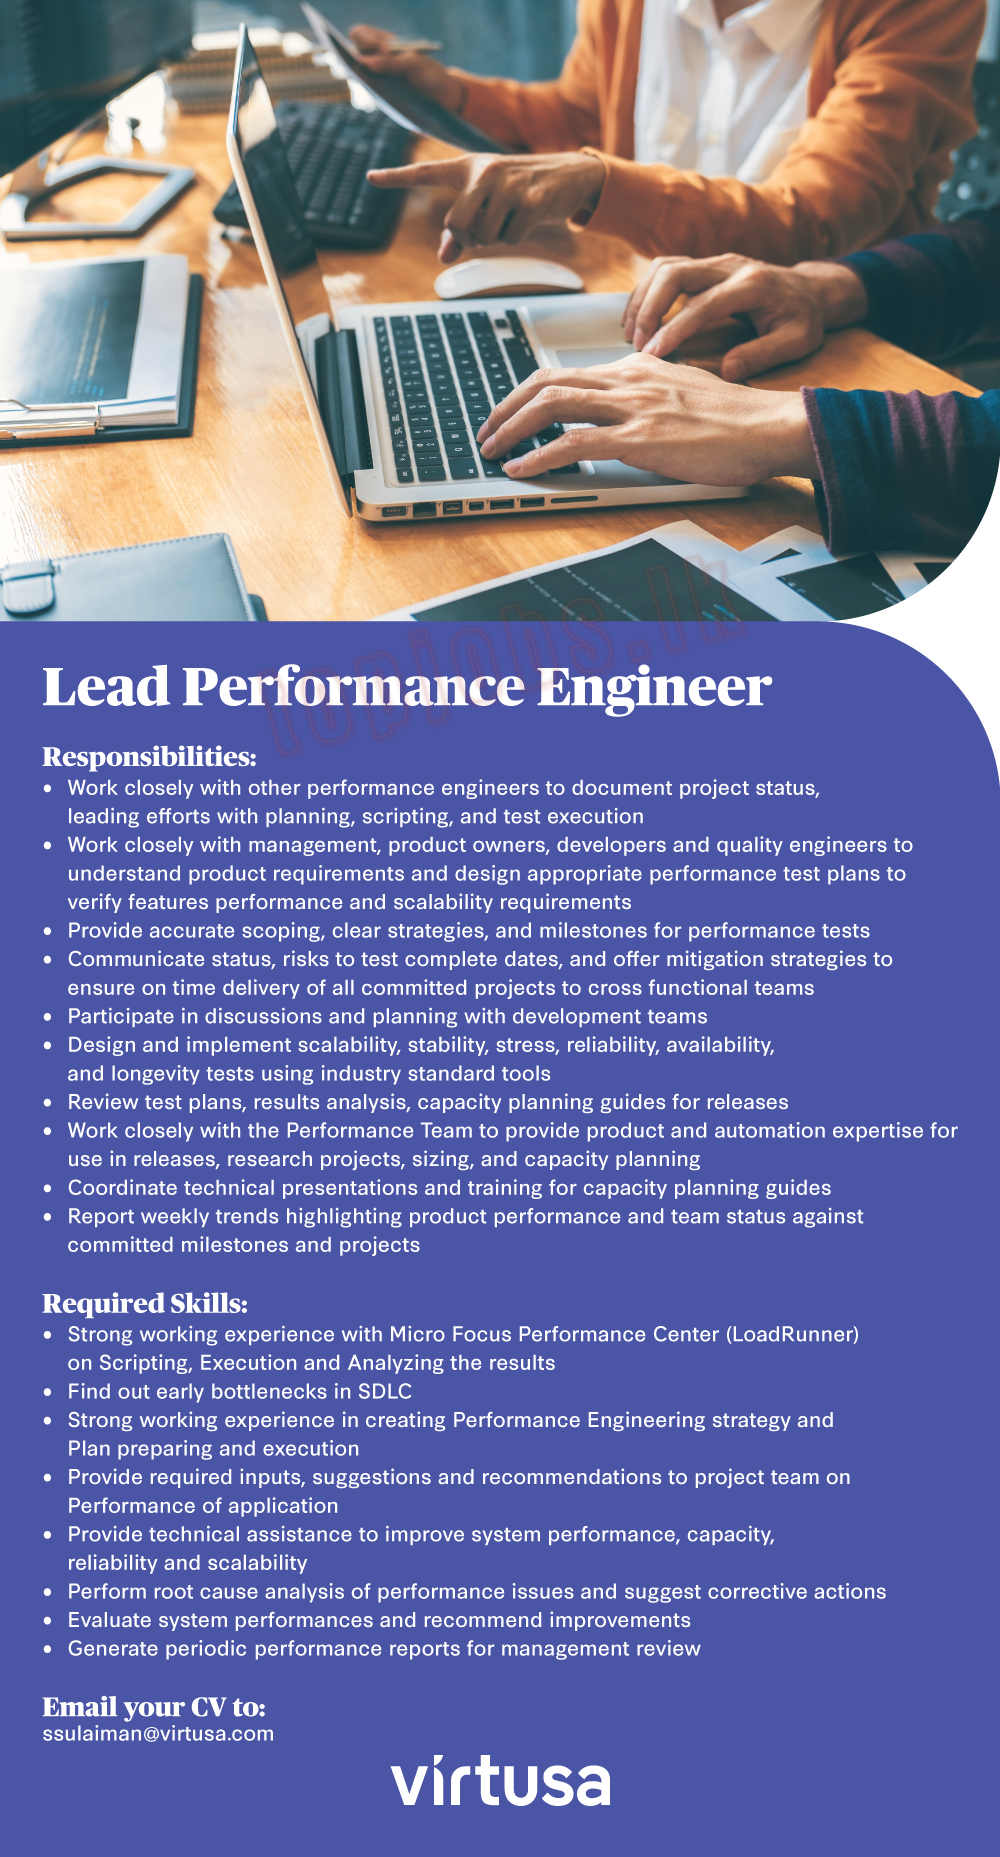 topjobs.lk
Lead Performance Engineer
Responsibilities:
• Work closely with other performance engineers to document project status,
leading efforts with planning, scripting, and test execution
• Work closely with management, product owners, developers and quality engineers to
understand product requirements and design appropriate performance test plans to
verify features performance and scalability requirements
• Provide accurate scoping, clear strategies, and milestones for performance tests
• Communicate status, risks to test complete dates, and offer mitigation strategies to
ensure on time delivery of all committed projects to cross functional teams
• Participate in discussions and planning with development teams
• Design and implement scalability, stability, stress, reliability, availability,
and longevity tests using industry standard tools
• Review test plans, results analysis, capacity planning guides for releases
• Work closely with the Performance Team to provide product and automation expertise for
use in releases, research projects, sizing, and capacity planning
• Coordinate technical presentations and training for capacity planning guides
• Report weekly trends highlighting product performance and team status against
committed milestones and projects
Required Skills:
• Strong working experience with Micro Focus Performance Center (LoadRunner)
on Scripting, Execution and Analyzing the results
• Find out early bottlenecks in SDLC
• Strong working experience in creating Performance Engineering strategy and
Plan preparing and execution
• Provide required inputs, suggestions and recommendations to project team on
Performance of application
• Provide technical assistance to improve system performance, capacity,
reliability and scalability
• Perform root cause analysis of performance issues and suggest corrective actions
• Evaluate system performances and recommend improvements
• Generate periodic performance reports for management review
Email your CV to:
ssulaiman@virtusa.com
virtusa